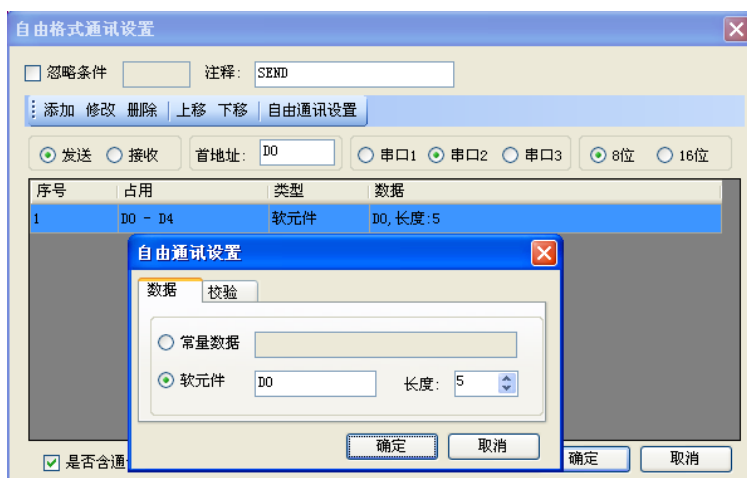 自由格式通讯设置
忽略条件 注释: SEND
添加 修改 删除 上移 下移 自由通讯设置
发送 接收 首地址: D0 串口1 串口2 串口3 8位 16位
序号 占用 类型 数据
1 D0 - D4 软元件 D0,长度:5
自由通讯设置
数据 校验
常量数据
软元件 D0 长度: 5
确定 取消
是否含通 确定 取消